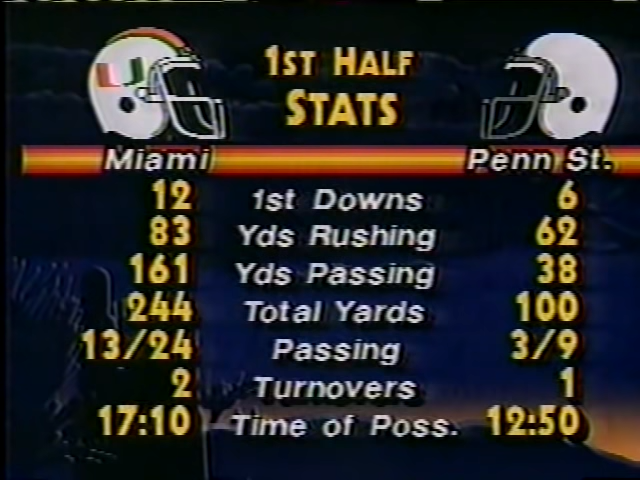 1ST HALF
STATS
Miami Penn St.
12 1st Downs 6
83 Yds Rushing 62
161 Yds Passing 38
244 Total Yards 100
13/24 Passing 3/9
2 Turnovers 1
17:10 Time of Poss. 12:50